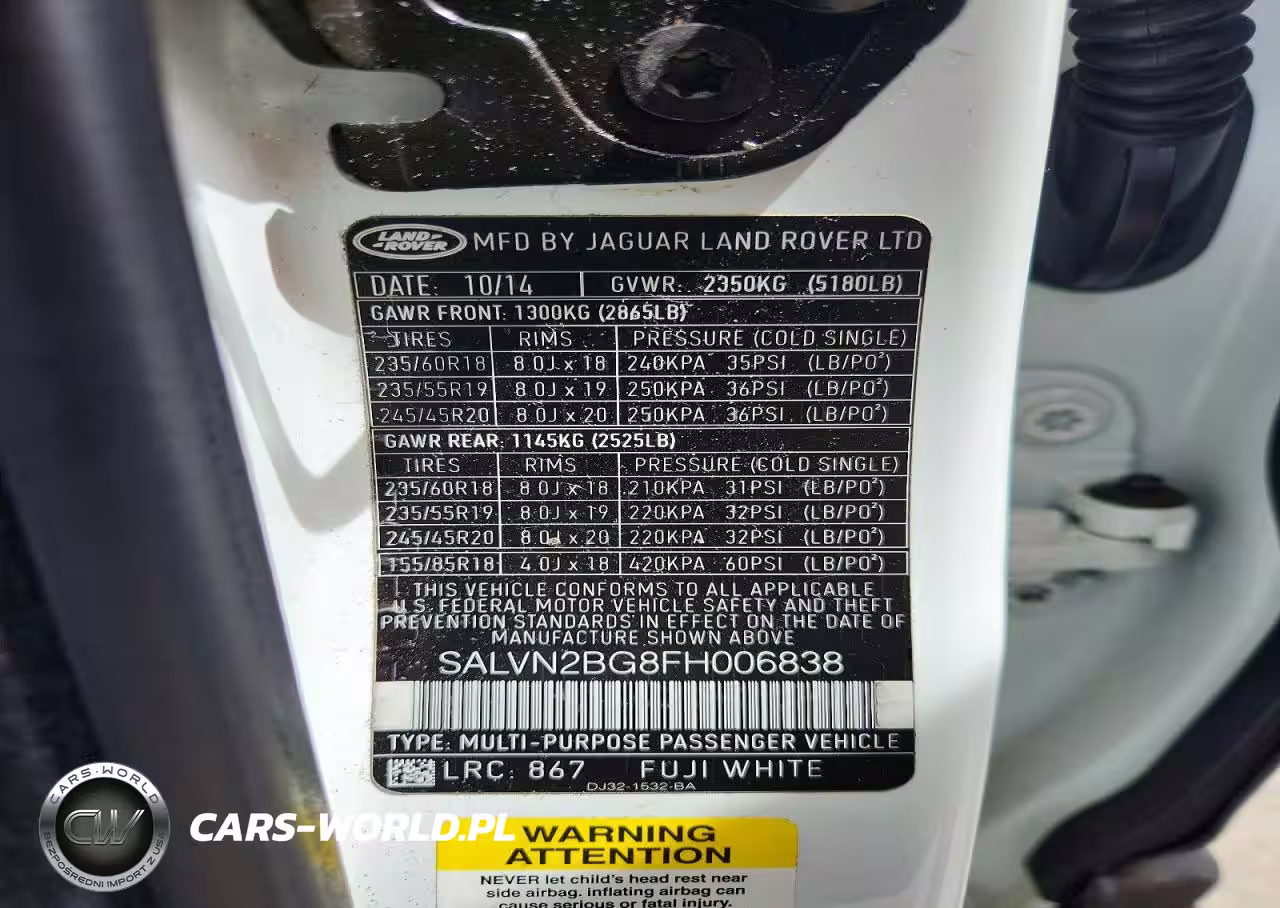 LAND-
-ROVER
MFD BY JAGUAR LAND ROVER LTD
DATE: 10/14 GVWR: 2350KG (5180LB)
GAWR FRONT: 1300KG (2865LB)
TIRES RIMS PRESSURE (COLD SINGLE)
235/60R18 8.0J x 18 240KPA 35PSI (LB/PO²)
235/55R19 8.0J x 19 250KPA 36PSI (LB/PO²)
245/45R20 8.0J x 20 250KPA 36PSI (LB/PO²)
GAWR REAR: 1145KG (2525LB)
TIRES RIMS PRESSURE (COLD SINGLE)
235/60R18 8.0J x 18 210KPA 31PSI (LB/PO²)
235/55R19 8.0J x 19 220KPA 32PSI (LB/PO²)
245/45R20 8.0J x 20 220KPA 32PSI (LB/PO²)
155/85R18 4.0J x 18 420KPA 60PSI (LB/PO²)
THIS VEHICLE CONFORMS TO ALL APPLICABLE
U.S. FEDERAL MOTOR VEHICLE SAFETY AND THEFT
PREVENTION STANDARDS IN EFFECT ON THE DATE OF
MANUFACTURE SHOWN ABOVE
SALVN2BG8FH006838
TYPE: MULTI-PURPOSE PASSENGER VEHICLE
LRC: 867 FUJI WHITE
DJ32-1532-BA
WARNING
ATTENTION
NEVER let child's head rest near
side airbag. inflating airbag can
cause serious or fatal injury.
CARS-WORLD
CW
BEZPOŚREDNI IMPORT Z USA
CARS-WORLD.PL